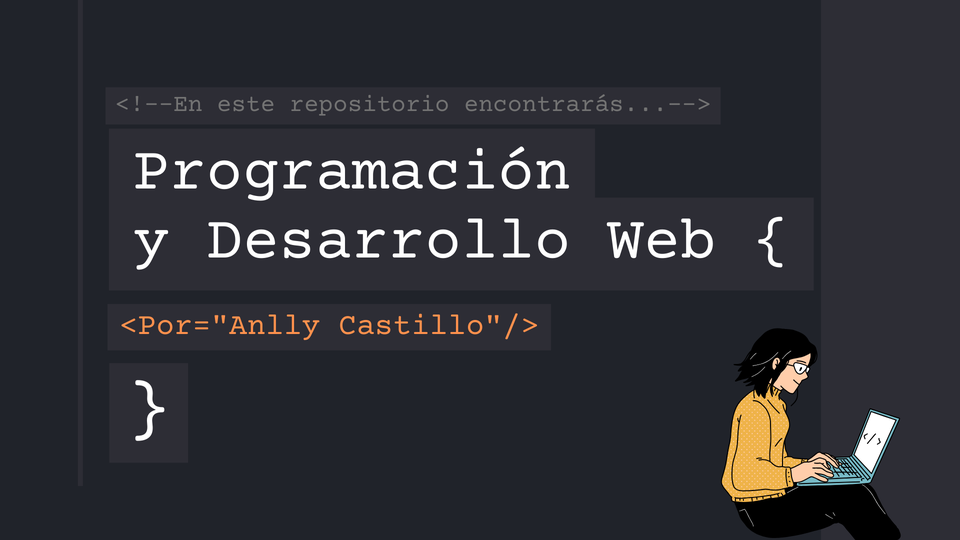 <!--En este repositorio encontrarás...-->
Programación
y Desarrollo Web {
<Por="Anlly Castillo"/>
}
</>